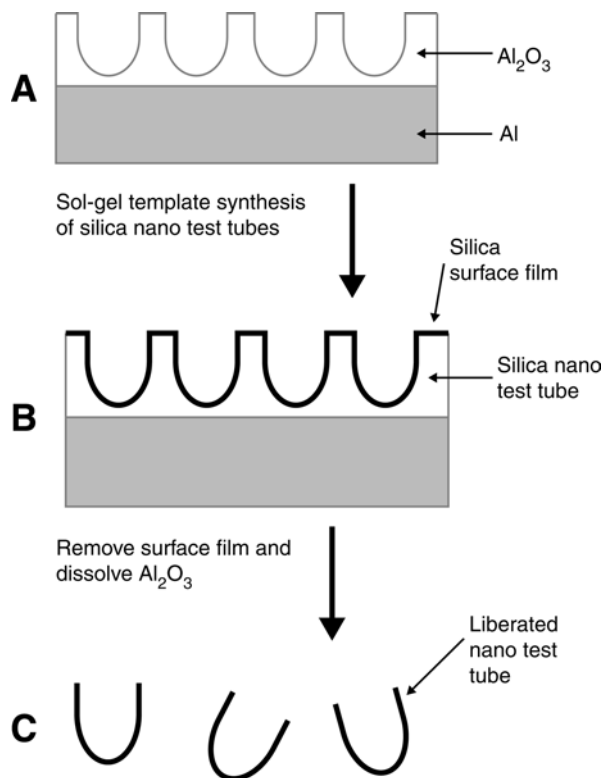 Al₂O₃
A
Al
Sol-gel template synthesis
of silica nano test tubes
Silica
surface film
Silica nano
test tube
B
Remove surface film and
dissolve Al₂O₃
Liberated
nano test
tube
C